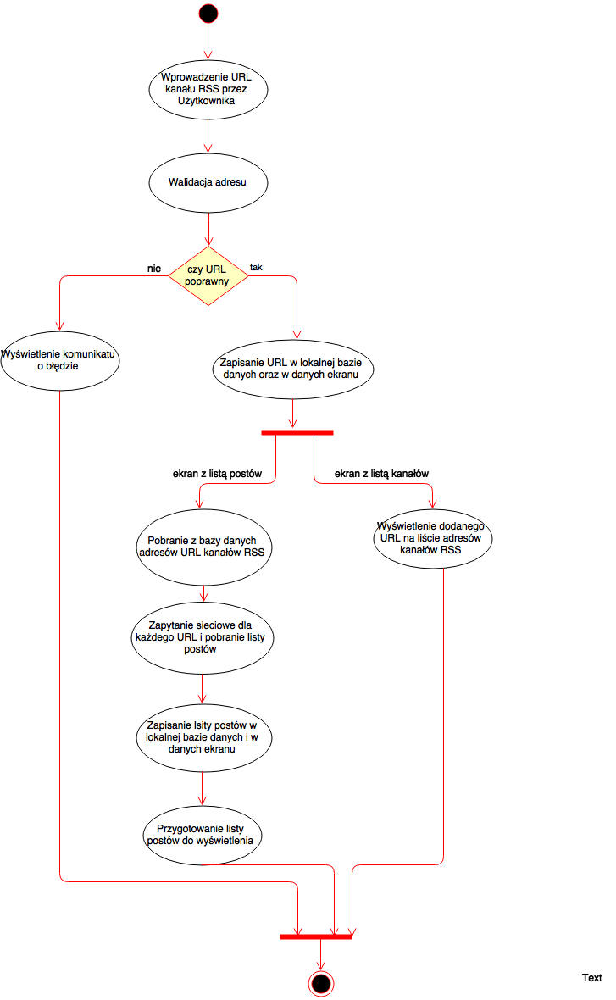 Wprowadzenie URL
kanału RSS przez
Użytkownika
Walidacja adresu
czy URL
poprawny
nie
tak
Wyświetlenie komunikatu
o błędzie
Zapisanie URL w lokalnej bazie
danych oraz w danych ekranu
ekran z listą postów
ekran z listą kanałów
Pobranie z bazy danych
adresów URL kanałów RSS
Wyświetlenie dodanego
URL na liście adresów
kanałów RSS
Zapytanie sieciowe dla
każdego URL i pobranie listy
postów
Zapisanie lsity postów w
lokalnej bazie danych i w
danych ekranu
Przygotowanie listy
postów do wyświetlenia
Text